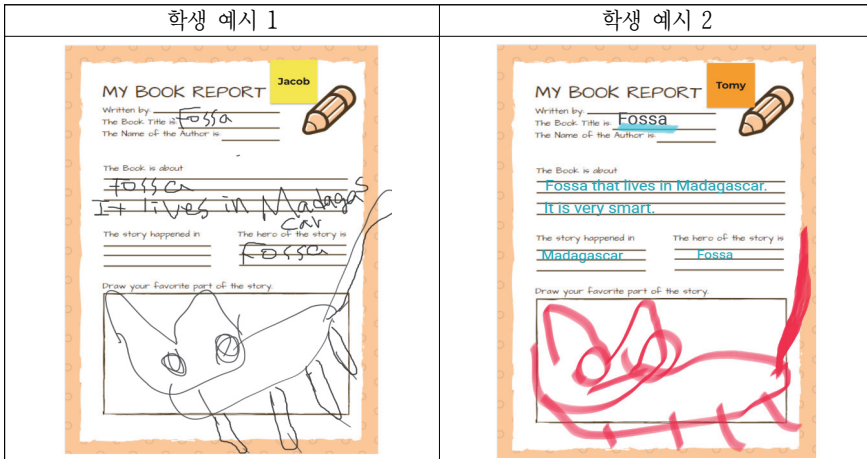 학생 예시 1
학생 예시 2
MY BOOK REPORT
Jacob
Written by:
The Book Title is: Fossa
The Name of the Author is:
The Book is about
Fossa
It lives in Madagas
car
The story happened in
The hero of the story is
Fossa
Draw your favorite part of the story.
MY BOOK REPORT
Tomy
Written by:
The Book Title is: Fossa
The Name of the Author is:
The Book is about
Fossa that lives in Madagascar.
It is very smart.
The story happened in
The hero of the story is
Madagascar
Fossa
Draw your favorite part of the story.